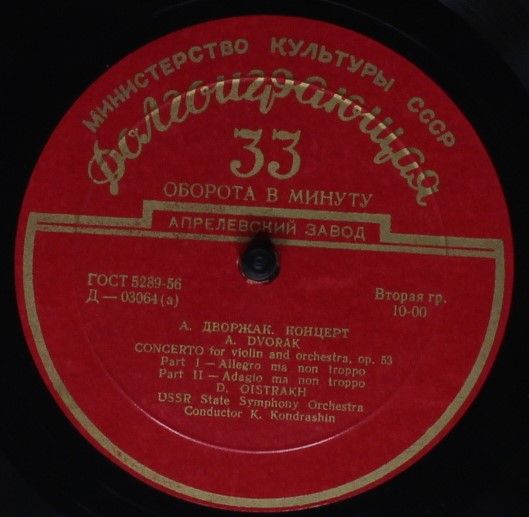 МИНИСТЕРСТВО КУЛЬТУРЫ СССР
Долгоиграющая
33
ОБОРОТА В МИНУТУ
АПРЕЛЕВСКИЙ ЗАВОД
ГОСТ 5289-56
Д — 03064 (а)
Вторая гр.
10-00
А. ДВОРЖАК. КОНЦЕРТ
A. DVORAK
CONCERTO for violin and orchestra, op. 53
Part I — Allegro ma non troppo
Part II — Adagio ma non troppo
D. OISTRAKH
USSR State Symphony Orchestra
Conductor K. Kondrashin